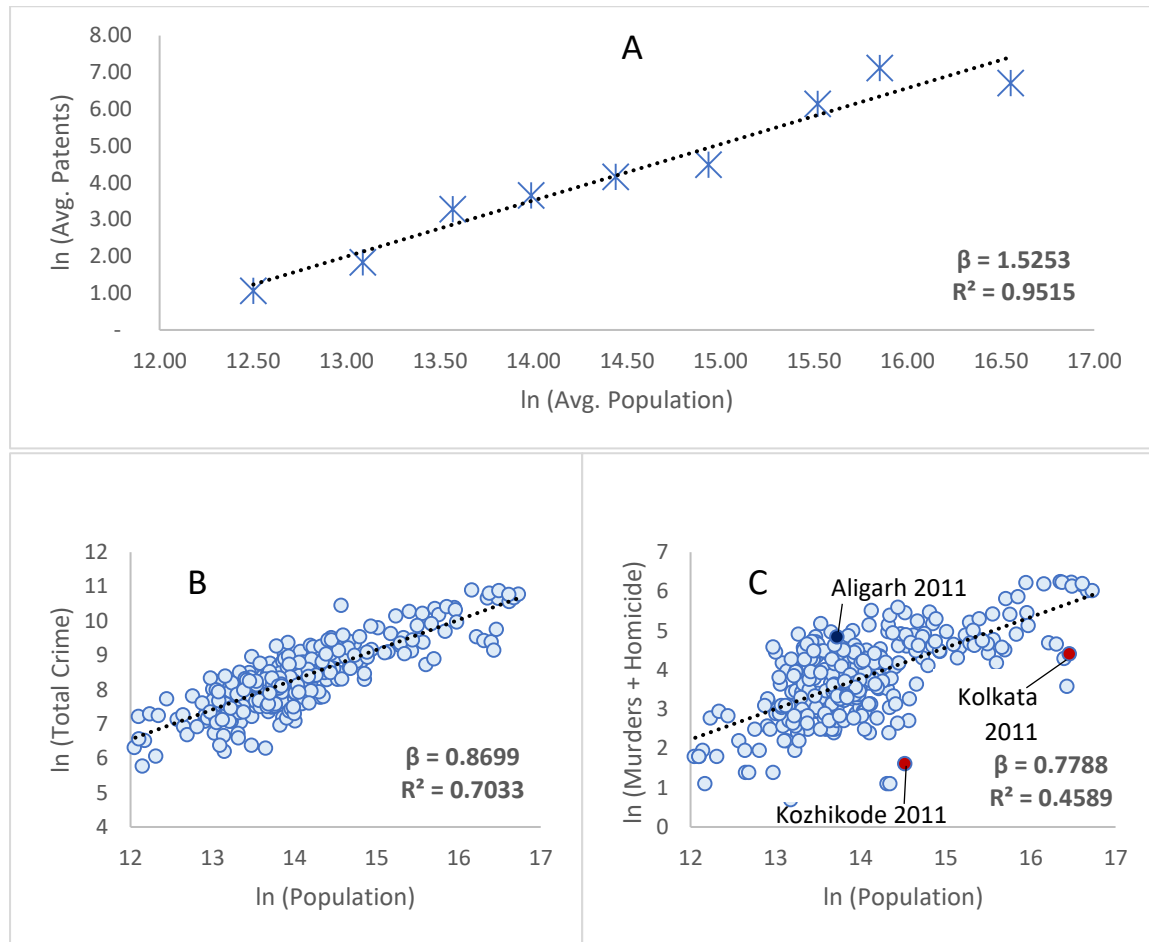 A
8.00
7.00
6.00
5.00
4.00
3.00
2.00
1.00
-
ln (Avg. Patents)
β = 1.5253
R² = 0.9515
12.00 12.50 13.00 13.50 14.00 14.50 15.00 15.50 16.00 16.50 17.00
ln (Avg. Population)
B
12
11
10
9
8
7
6
5
4
ln (Total Crime)
β = 0.8699
R² = 0.7033
12 13 14 15 16 17
ln (Population)
C
7
6
5
4
3
2
1
0
ln (Murders + Homicide)
Aligarh 2011
Kolkata
2011
Kozhikode 2011
β = 0.7788
R² = 0.4589
12 13 14 15 16 17
ln (Population)